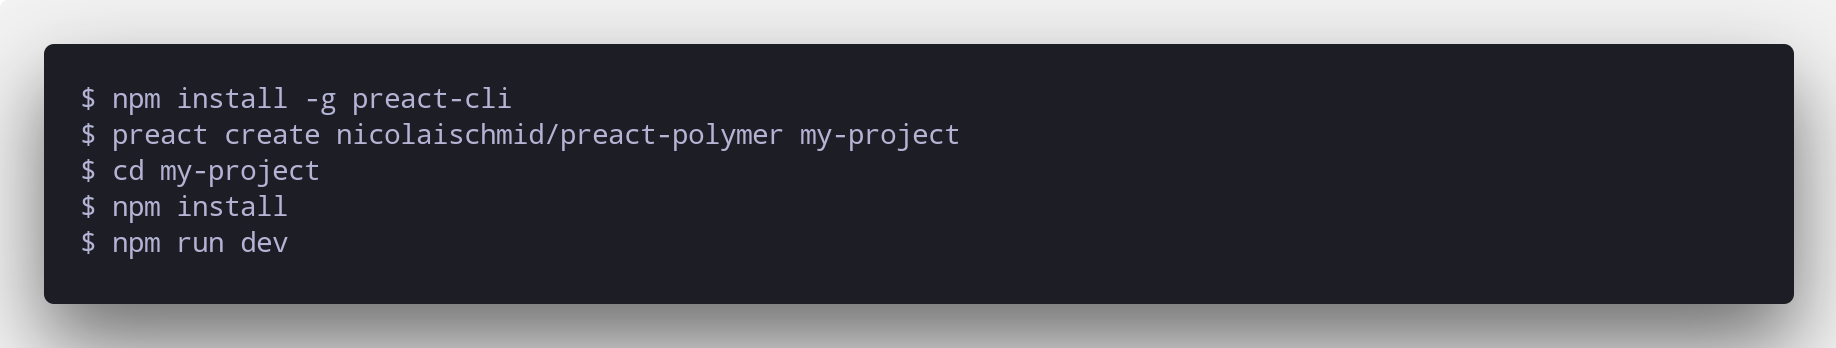 $ npm install -g preact-cli
$ preact create nicolaischmid/preact-polymer my-project
$ cd my-project
$ npm install
$ npm run dev